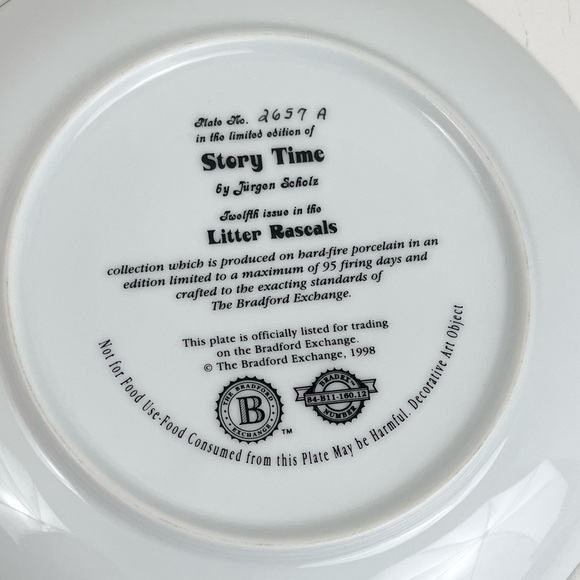 Plate No. 2657 A
in the limited edition of
Story Time
by Jürgen Scholz
Twelfth issue in the
Litter Rascals
collection which is produced on hard-fire porcelain in an
edition limited to a maximum of 95 firing days and
crafted to the exacting standards of
The Bradford Exchange.
This plate is officially listed for trading
on the Bradford Exchange.
© The Bradford Exchange, 1998
THE BRADFORD
B
EXCHANGE
™
BRADEX™
84-B11-160.12
NUMBER
Not for Food Use-Food Consumed from this Plate May be Harmful. Decorative Art Object